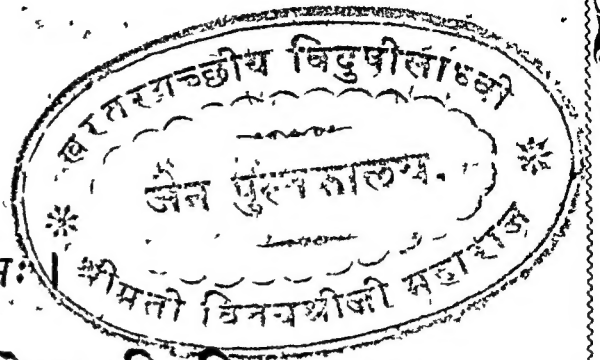 खरतरगच्छीय विदुषीसाध्वी
जैन पुस्तकालय.
श्रीमती विनयश्रीजी महाराज